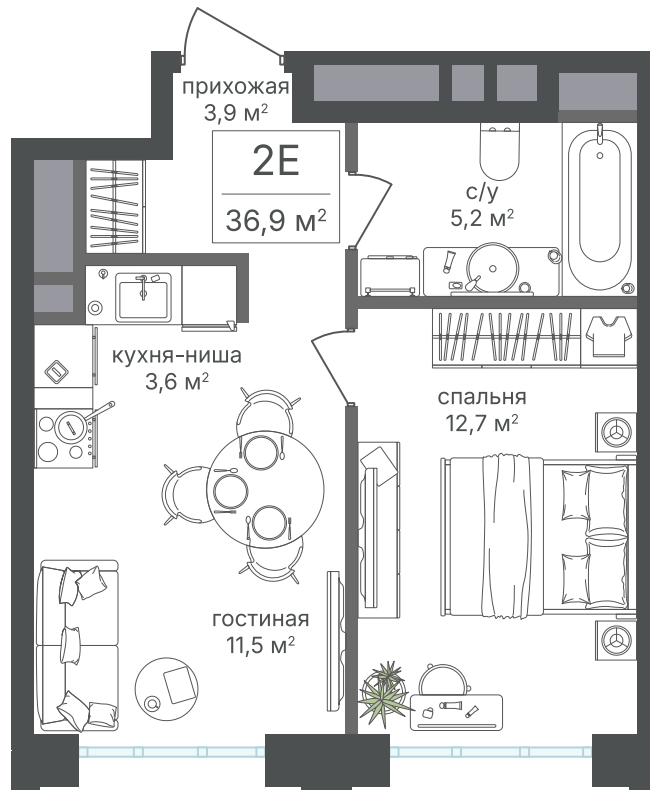 прихожая
3,9 м²
2Е
36,9 м²
с/у
5,2 м²
кухня-ниша
3,6 м²
спальня
12,7 м²
гостиная
11,5 м²